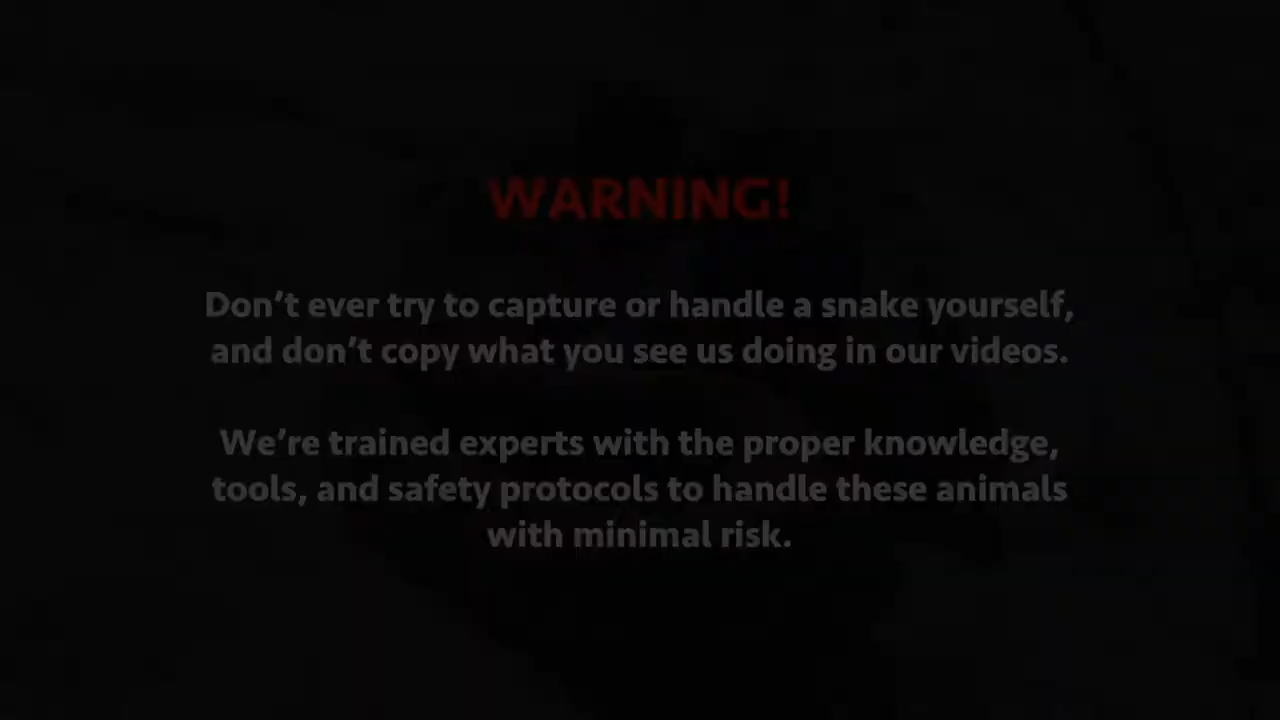 WARNING!
Don’t ever try to capture or handle a snake yourself,
and don’t copy what you see us doing in our videos.
We’re trained experts with the proper knowledge,
tools, and safety protocols to handle these animals
with minimal risk.